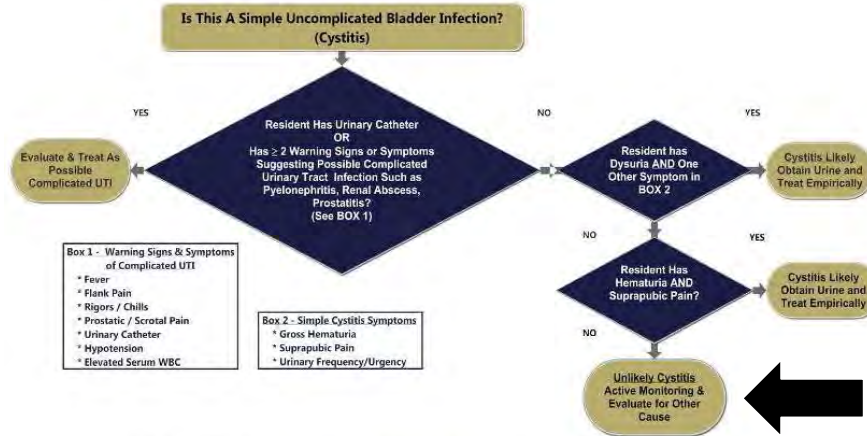 Is This A Simple Uncomplicated Bladder Infection?
(Cystitis)
YES
NO
YES
Resident Has Urinary Catheter
OR
Has ≥ 2 Warning Signs or Symptoms
Suggesting Possible Complicated
Urinary Tract Infection Such as
Pyelonephritis, Renal Abscess,
Prostatitis?
(See BOX 1)
Evaluate & Treat As
Possible
Complicated UTI
Resident has
Dysuria AND One
Other Symptom in
BOX 2
Cystitis Likely
Obtain Urine and
Treat Empirically
NO
YES
Resident Has
Hematuria AND
Suprapubic Pain?
Cystitis Likely
Obtain Urine and
Treat Empirically
NO
Box 1 - Warning Signs & Symptoms
of Complicated UTI
* Fever
* Flank Pain
* Rigors / Chills
* Prostatic / Scrotal Pain
* Urinary Catheter
* Hypotension
* Elevated Serum WBC
Box 2 - Simple Cystitis Symptoms
* Gross Hematuria
* Suprapubic Pain
* Urinary Frequency/Urgency
Unlikely Cystitis
Active Monitoring &
Evaluate for Other
Cause